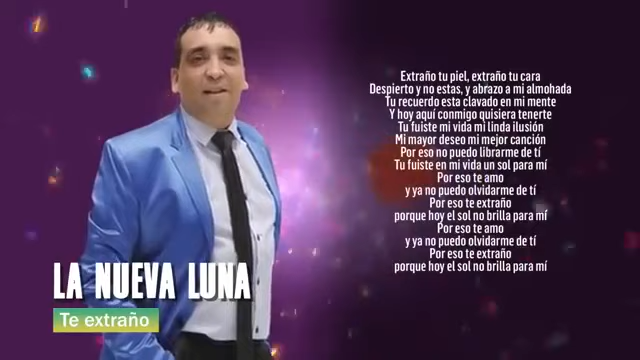 Extraño tu piel, extraño tu cara
Despierto y no estas, y abrazo a mi almohada
Tu recuerdo esta clavado en mi mente
Y hoy aquí conmigo quisiera tenerte
Tu fuiste mi vida mi linda ilusión
Mi mayor deseo mi mejor canción
Por eso no puedo librarme de tí
Tu fuiste en mi vida un sol para mí
Por eso te amo
y ya no puedo olvidarme de tí
Por eso te extraño
porque hoy el sol no brilla para mí
Por eso te amo
y ya no puedo olvidarme de tí
Por eso te extraño
porque hoy el sol no brilla para mí
LA NUEVA LUNA
Te extraño